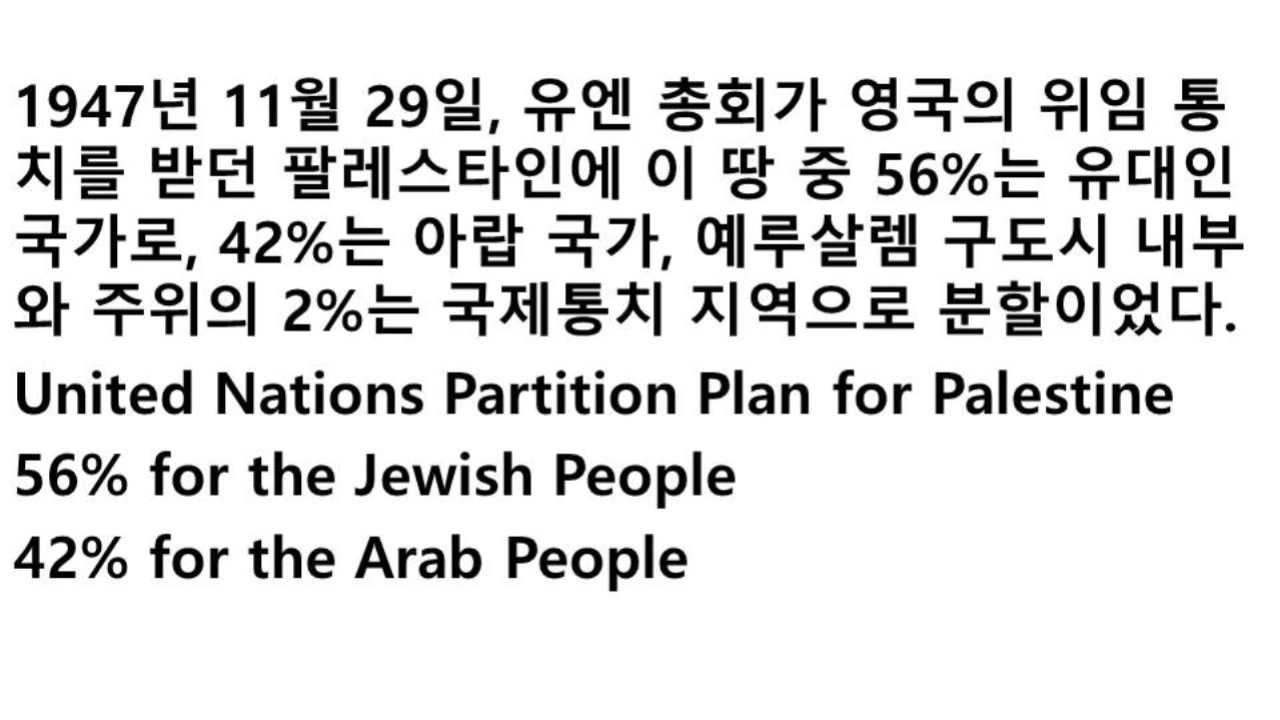 1947년 11월 29일, 유엔 총회가 영국의 위임 통
치를 받던 팔레스타인에 이 땅 중 56%는 유대인
국가로, 42%는 아랍 국가, 예루살렘 구도시 내부
와 주위의 2%는 국제통치 지역으로 분할이었다.
United Nations Partition Plan for Palestine
56% for the Jewish People
42% for the Arab People